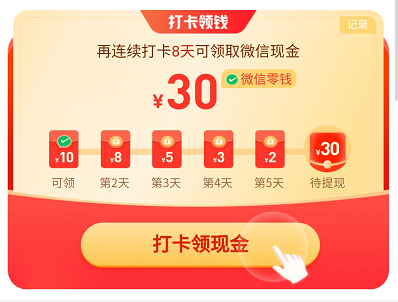 打卡领钱
记录
再连续打卡8天可领取微信现金
¥30
微信零钱
¥10 ¥8 ¥5 ¥3 ¥2 ¥30
可领 第2天 第3天 第4天 第5天 待提现
打卡领现金